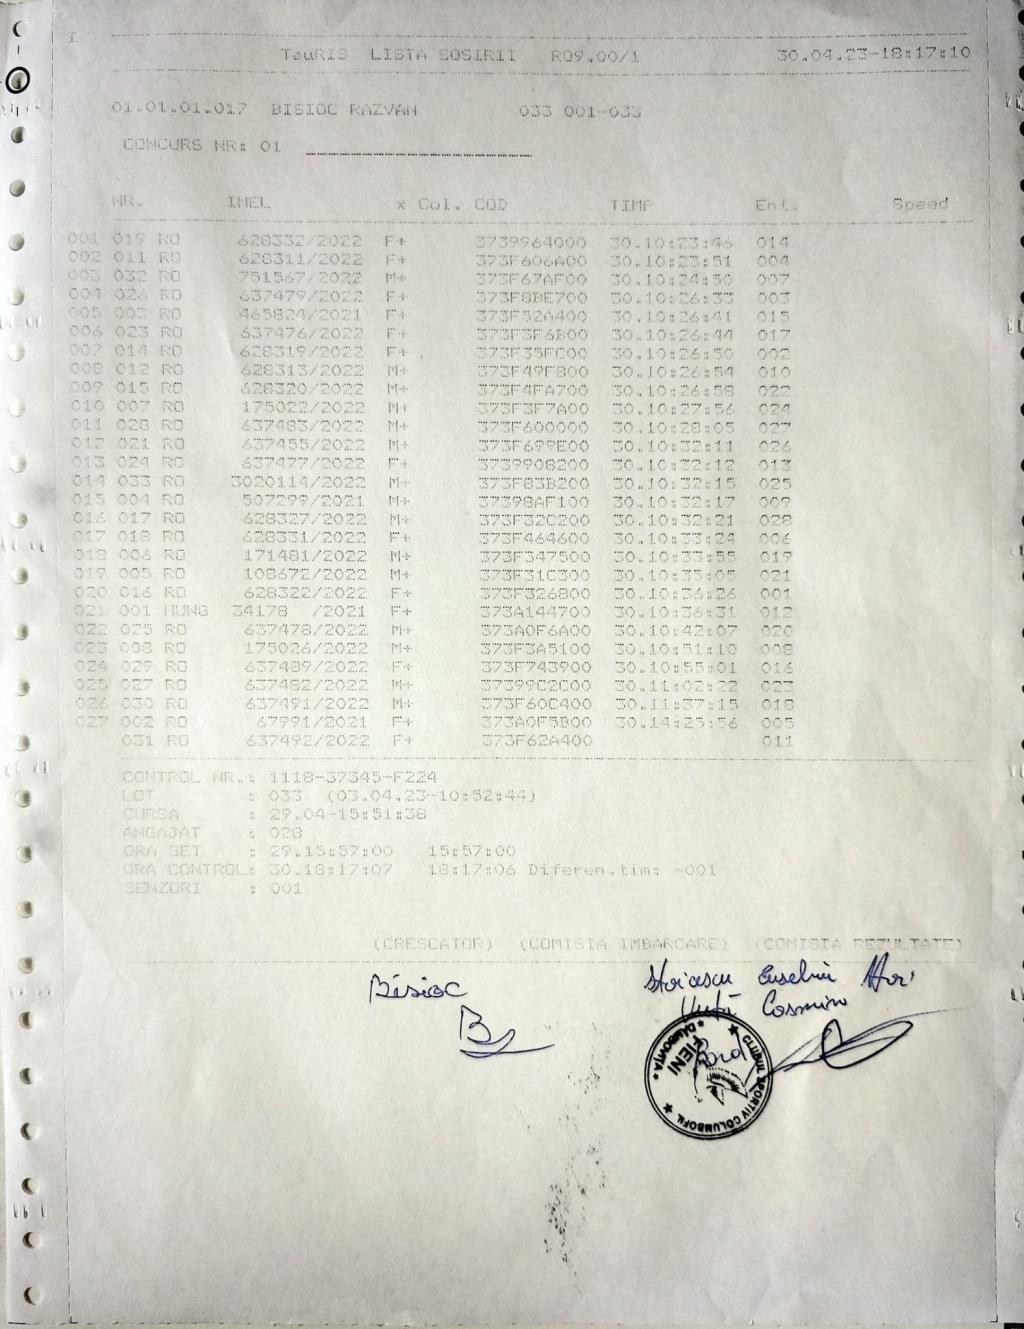 TauRIS LISTA SOSIRII R09.00/1 30.04.23-18:17:10
01.01.01.017 BISIOC RAZVAN 033 001-033
CONCURS NR: 01
NR. INEL x Col. COD TIMP Ent. Speed
001 019 RO 628332/2022 F+ 3739964000 30.10:23:46 014
002 011 RO 628311/2022 F+ 373F606A00 30.10:23:51 004
003 032 RO 751567/2022 M+ 373F67AF00 30.10:24:50 007
004 026 RO 637479/2022 F+ 373F8BE700 30.10:26:33 003
005 003 RO 465824/2021 F+ 373F52A400 30.10:26:41 015
006 023 RO 637476/2022 F+ 373F3F6B00 30.10:26:44 017
007 014 RO 628319/2022 F+ 373F35FC00 30.10:26:50 002
008 012 RO 628313/2022 M+ 373F49F800 30.10:26:54 010
009 015 RO 628320/2022 M+ 373F4FA700 30.10:26:58 022
010 007 RO 175022/2022 M+ 373F3F7A00 30.10:27:56 024
011 028 RO 637483/2022 M+ 373F600000 30.10:28:05 027
012 021 RO 637455/2022 M+ 373F699E00 30.10:32:11 026
013 024 RO 637477/2022 F+ 3739908200 30.10:32:12 013
014 033 RO 3020114/2022 M+ 373F83B200 30.10:32:15 025
015 004 RO 507299/2021 M+ 37398AF100 30.10:32:17 009
016 017 RO 628327/2022 M+ 373F32C200 30.10:32:21 028
017 018 RO 628331/2022 F+ 373F464600 30.10:33:24 006
018 006 RO 171481/2022 M+ 373F347500 30.10:33:55 019
019 005 RO 108672/2022 M+ 373F31C300 30.10:35:05 021
020 016 RO 628322/2022 F+ 373F326800 30.10:36:26 001
021 001 HUNG 34178 /2021 F+ 373A144700 30.10:36:31 012
022 025 RO 637478/2022 M+ 373A0F6A00 30.10:42:07 020
023 008 RO 175026/2022 M+ 373F3A5100 30.10:51:10 008
024 029 RO 637489/2022 F+ 373F743900 30.10:55:01 016
025 027 RO 637482/2022 M+ 37399C2C00 30.11:02:22 023
026 030 RO 637491/2022 M+ 373F60C400 30.11:37:15 018
027 002 RO 67991/2021 F+ 373A0F5B00 30.14:25:56 005
031 RO 637492/2022 F+ 373F62A400 011
CONTROL NR.: 1118-37345-F224
LOT : 033 (03.04.23-10:52:44)
CURSA : 29.04-15:51:38
ANGAJAT : 028
ORA SET : 29.15:57:00 15:57:00
ORA CONTROL: 30.18:17:07 18:17:06 Diferen.tim: -001
SENZORI : 001
(CRESCATOR) (COMISIA IMBARCARE) (COMISIA REZULTATE)
Bisioc Stoicescu Eusebiu
Cosmin
CLUBUL SPORTIV COLUMBOFIL
DÂMBOVIȚA
FIENI